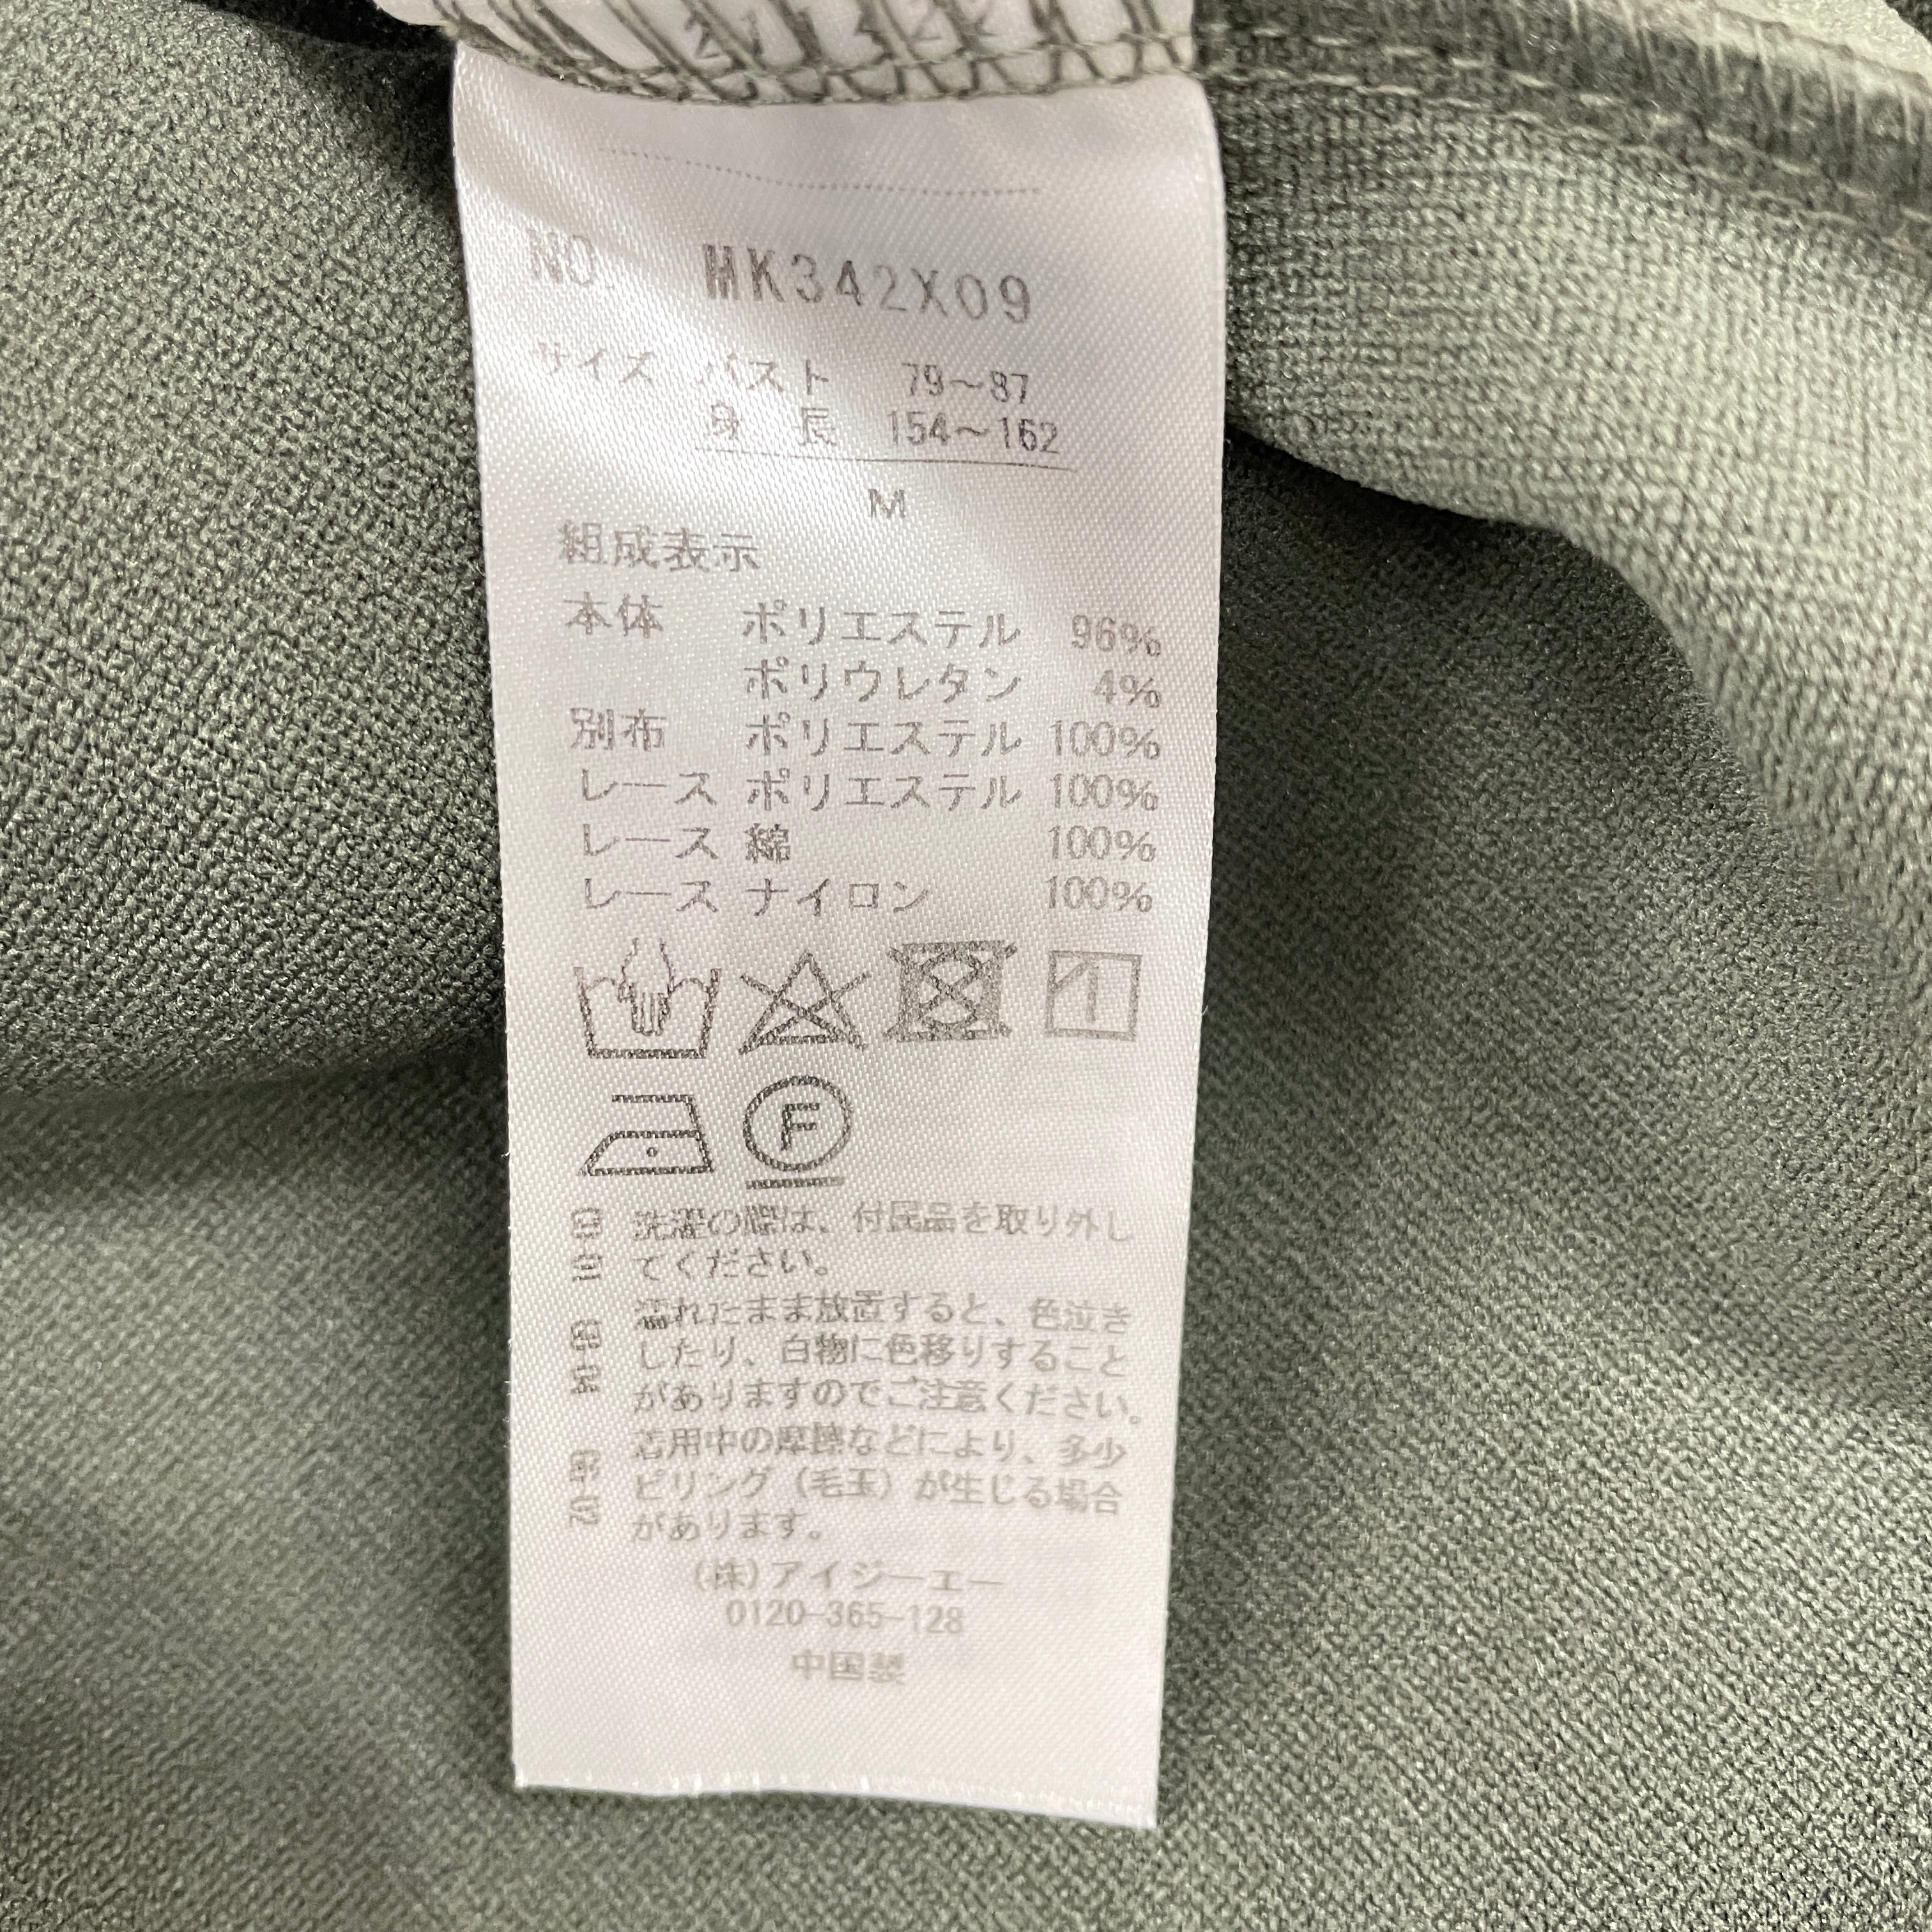 NO. MK342X09
サイズ バスト 79〜87
身 長 154〜162
M
組成表示
本体 ポリエステル 96%
ポリウレタン 4%
別布 ポリエステル 100%
レース ポリエステル 100%
レース 綿 100%
レース ナイロン 100%
F
洗濯の際は、付属品を取り外し
てください。
濡れたまま放置すると、色泣き
したり、白物に色移りすること
がありますのでご注意ください。
着用中の摩擦などにより、多少
ピリング(毛玉)が生じる場合
があります。
(株)アイジーエー
0120-365-128
中国製